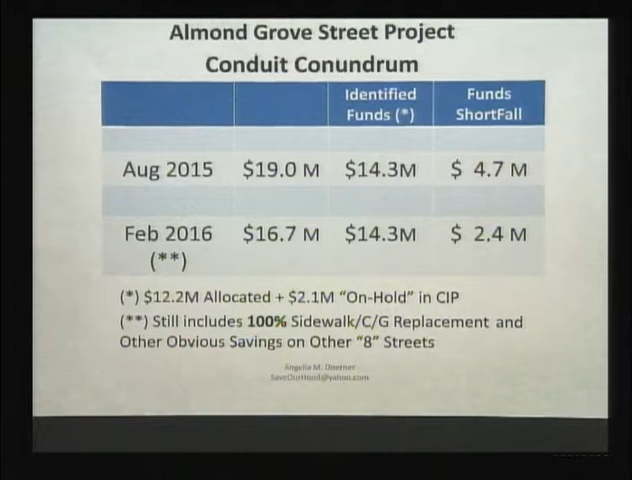 Almond Grove Street Project
Conduit Conundrum
Identified Funds (*)
Funds ShortFall
Aug 2015 $19.0 M $14.3M $ 4.7 M
Feb 2016 (**) $16.7 M $14.3M $ 2.4 M
(*) $12.2M Allocated + $2.1M “On-Hold” in CIP
(**) Still includes 100% Sidewalk/C/G Replacement and
Other Obvious Savings on Other “8” Streets
Angelia M. Doerner
SaveOurHood@yahoo.com